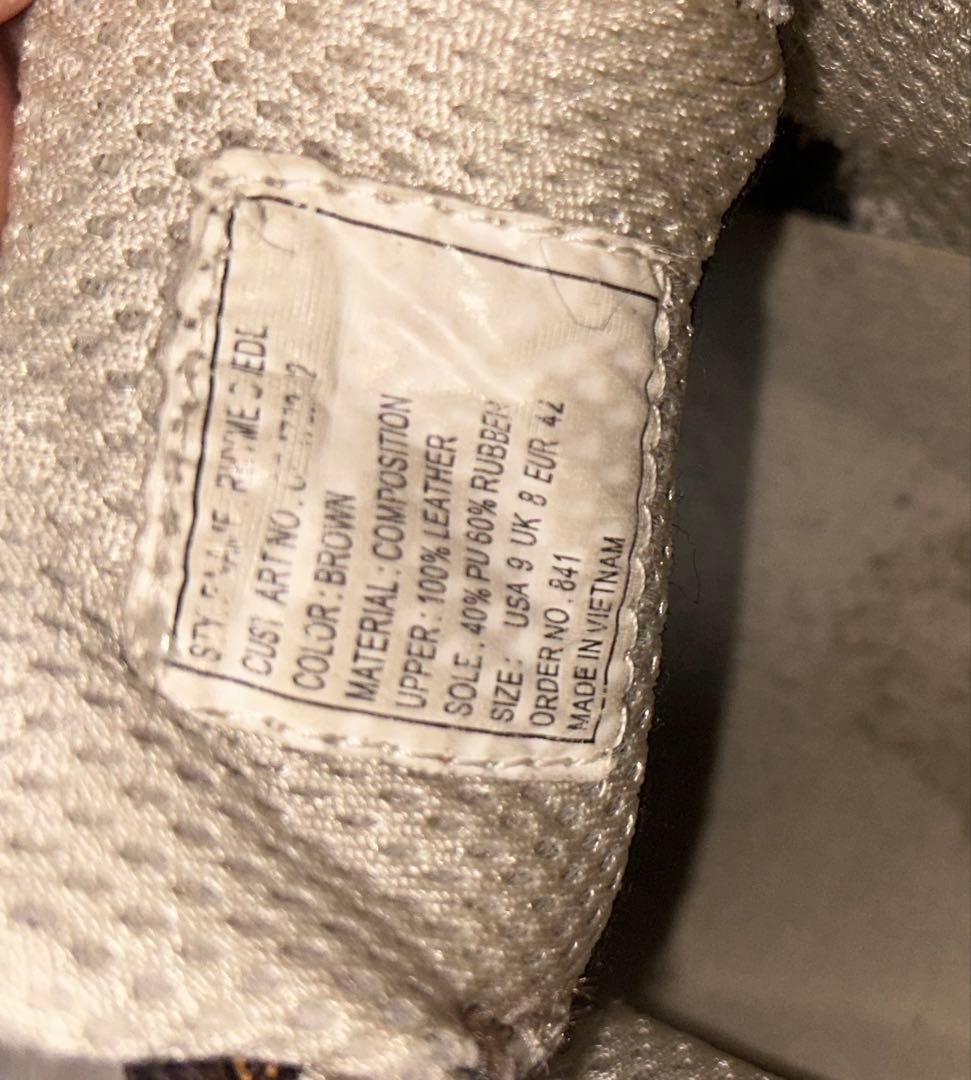 CUST ART NO.
COLOR : BROWN
MATERIAL : COMPOSITION
UPPER : 100% LEATHER
SOLE : 40% PU 60% RUBBER
SIZE : USA 9 UK 8 EUR 42
ORDER NO : 841
MADE IN VIETNAM